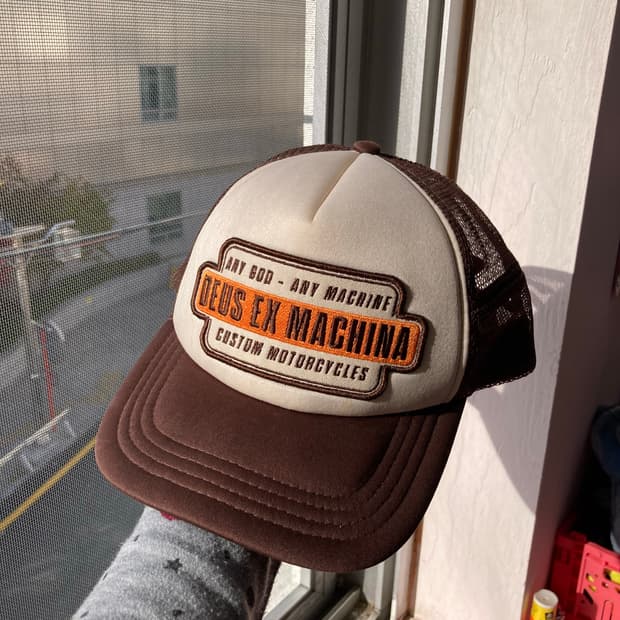 ANY GOD - ANY MACHINE
DEUS EX MACHINA
CUSTOM MOTORCYCLES